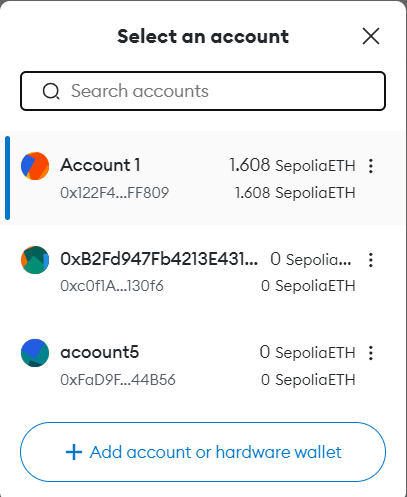 Select an account
Search accounts
Account 1 1.608 SepoliaETH
0x122F4...FF809 1.608 SepoliaETH
0xB2Fd947Fb4213E431... 0 Sepolia...
0xc0f1A...130f6 0 SepoliaETH
acoount5 0 SepoliaETH
0xFaD9F...44B56 0 SepoliaETH
+ Add account or hardware wallet